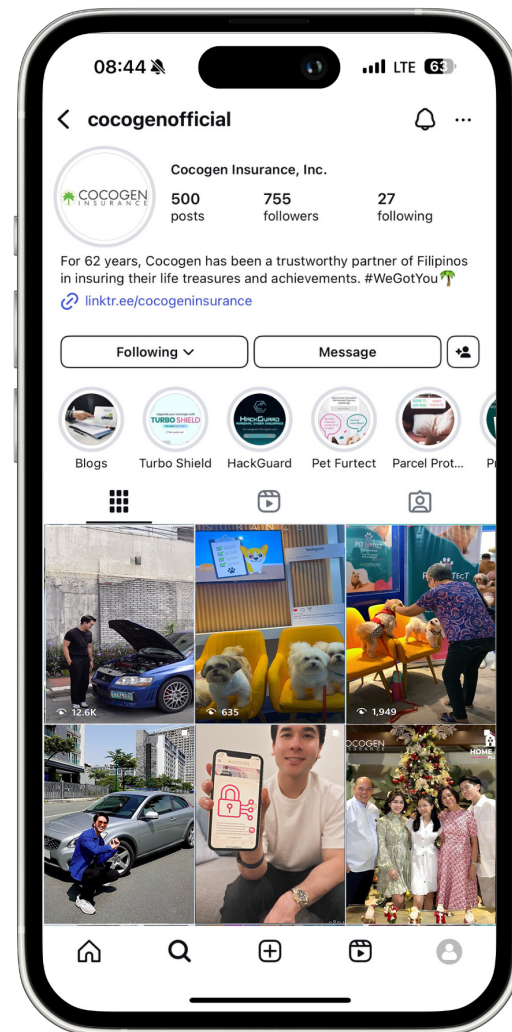 08:44
LTE 63
cocogenofficial
COCOGEN
INSURANCE
Cocogen Insurance, Inc.
500 755 27
posts followers following
For 62 years, Cocogen has been a trustworthy partner of Filipinos
in insuring their life treasures and achievements. #WeGotYou🌴
linktr.ee/cocogeninsurance
Following
Message
TURBO SHIELD
HACKGUARD
Blogs
Turbo Shield
HackGuard
Pet Furtect
Parcel Prot...
12.6K
635
1,949
COCOGEN
HOME